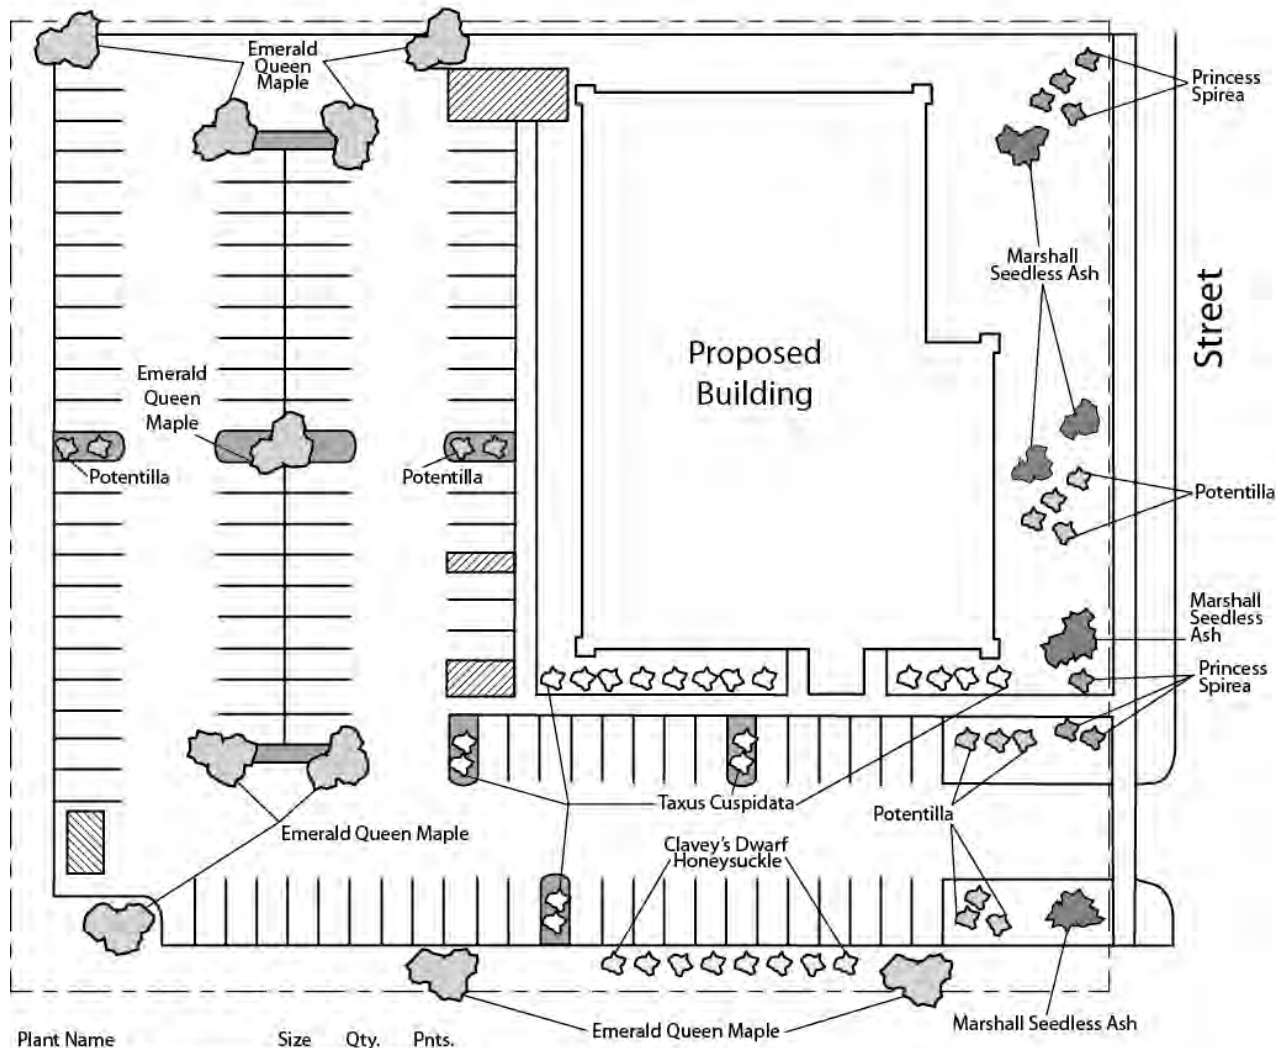 Emerald
Queen
Maple
Princess
Spirea
Marshall
Seedless Ash
Street
Proposed
Building
Emerald
Queen
Maple
Potentilla
Potentilla
Potentilla
Marshall
Seedless
Ash
Princess
Spirea
Taxus Cuspidata
Potentilla
Emerald Queen Maple
Clavey's Dwarf
Honeysuckle
Emerald Queen Maple
Marshall Seedless Ash
Plant Name Size Qty. Pnts.